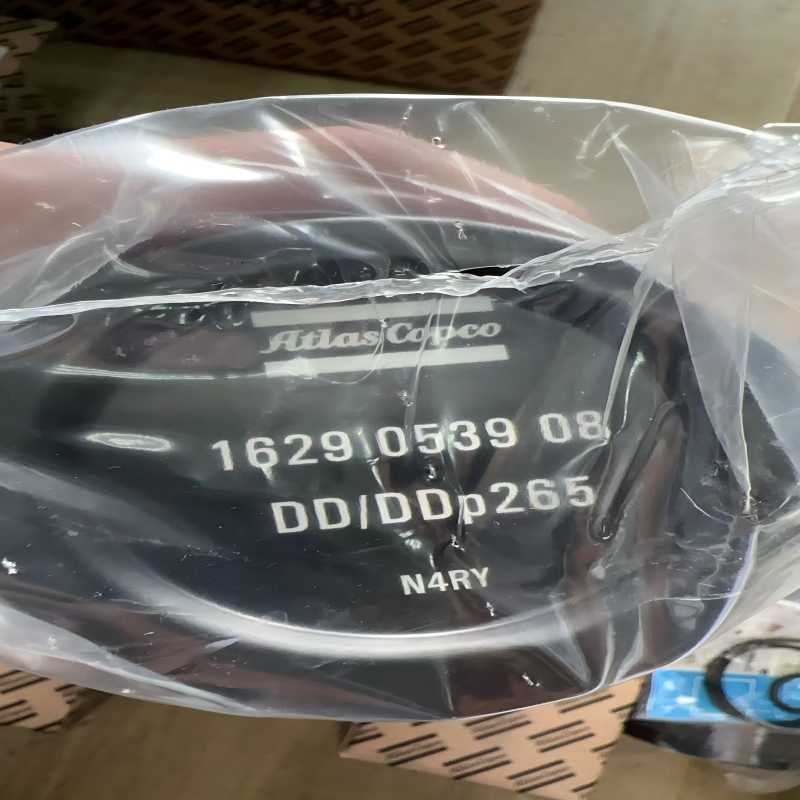 Atlas Copco
1629 0539 08
DD/DDp265
N4RY